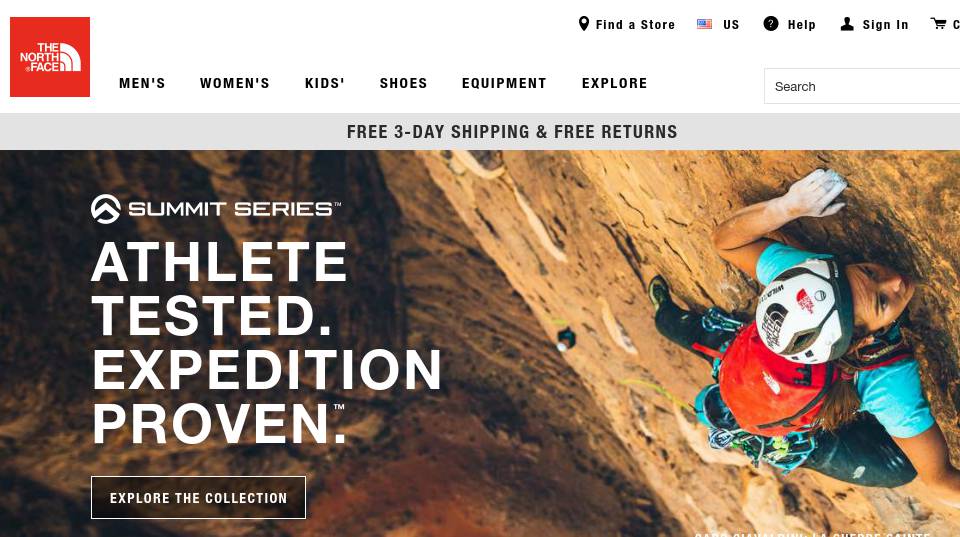 THE
NORTH
FACE
Find a Store
US
? Help
Sign In
C
MEN'S
WOMEN'S
KIDS'
SHOES
EQUIPMENT
EXPLORE
Search
FREE 3-DAY SHIPPING & FREE RETURNS
SUMMIT SERIES™
ATHLETE
TESTED.
EXPEDITION
PROVEN.™
EXPLORE THE COLLECTION